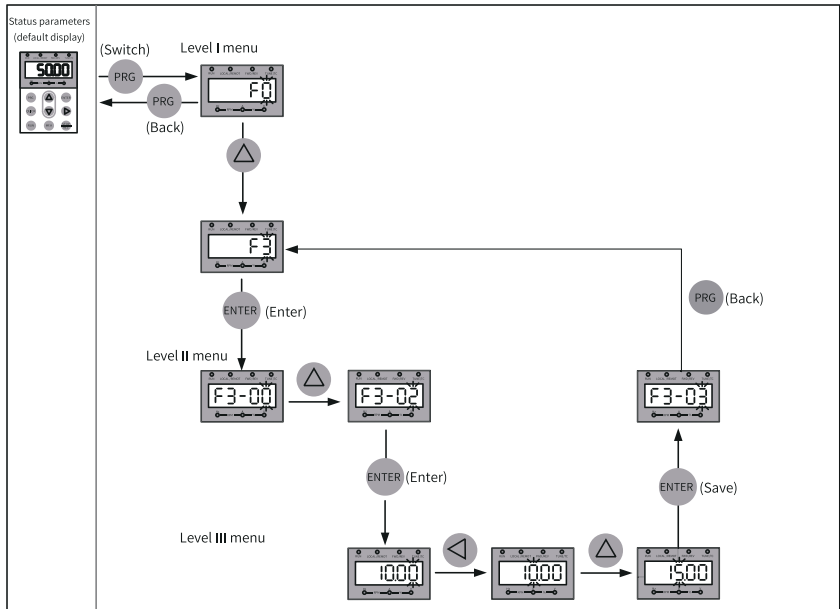 Status parameters
(default display)
50.00
(Switch)
PRG
PRG
(Back)
Level I menu
F0
F3
ENTER (Enter)
PRG (Back)
Level II menu
F3-00
F3-02
F3-03
ENTER (Enter)
ENTER (Save)
Level III menu
10.00
10.00
15.00